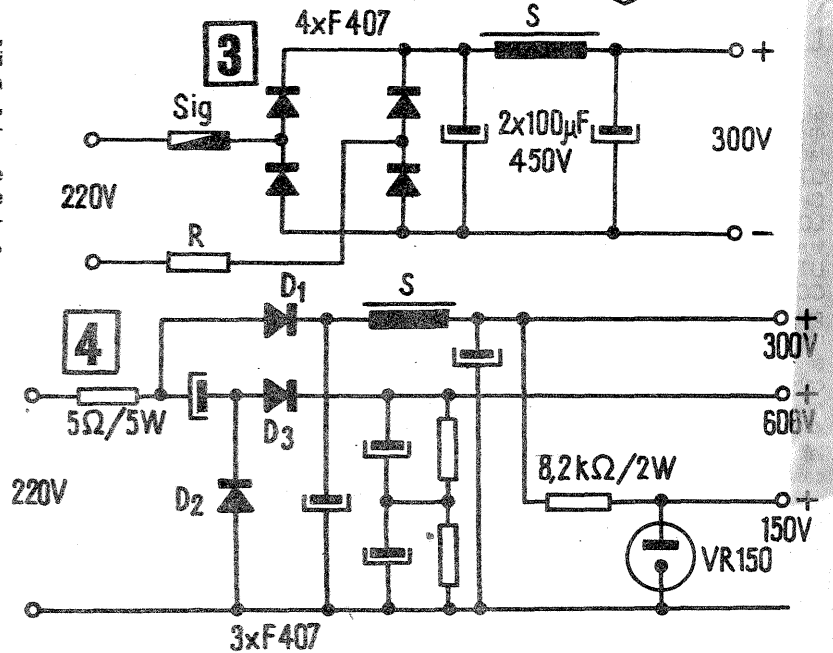 3
4xF407
S
Sig
2x100µF
450V
300V
220V
R
+
−
4
D1
S
5Ω/5W
D3
D2
220V
8,2kΩ/2W
VR150
+
300V
+
+
150V
3xF407